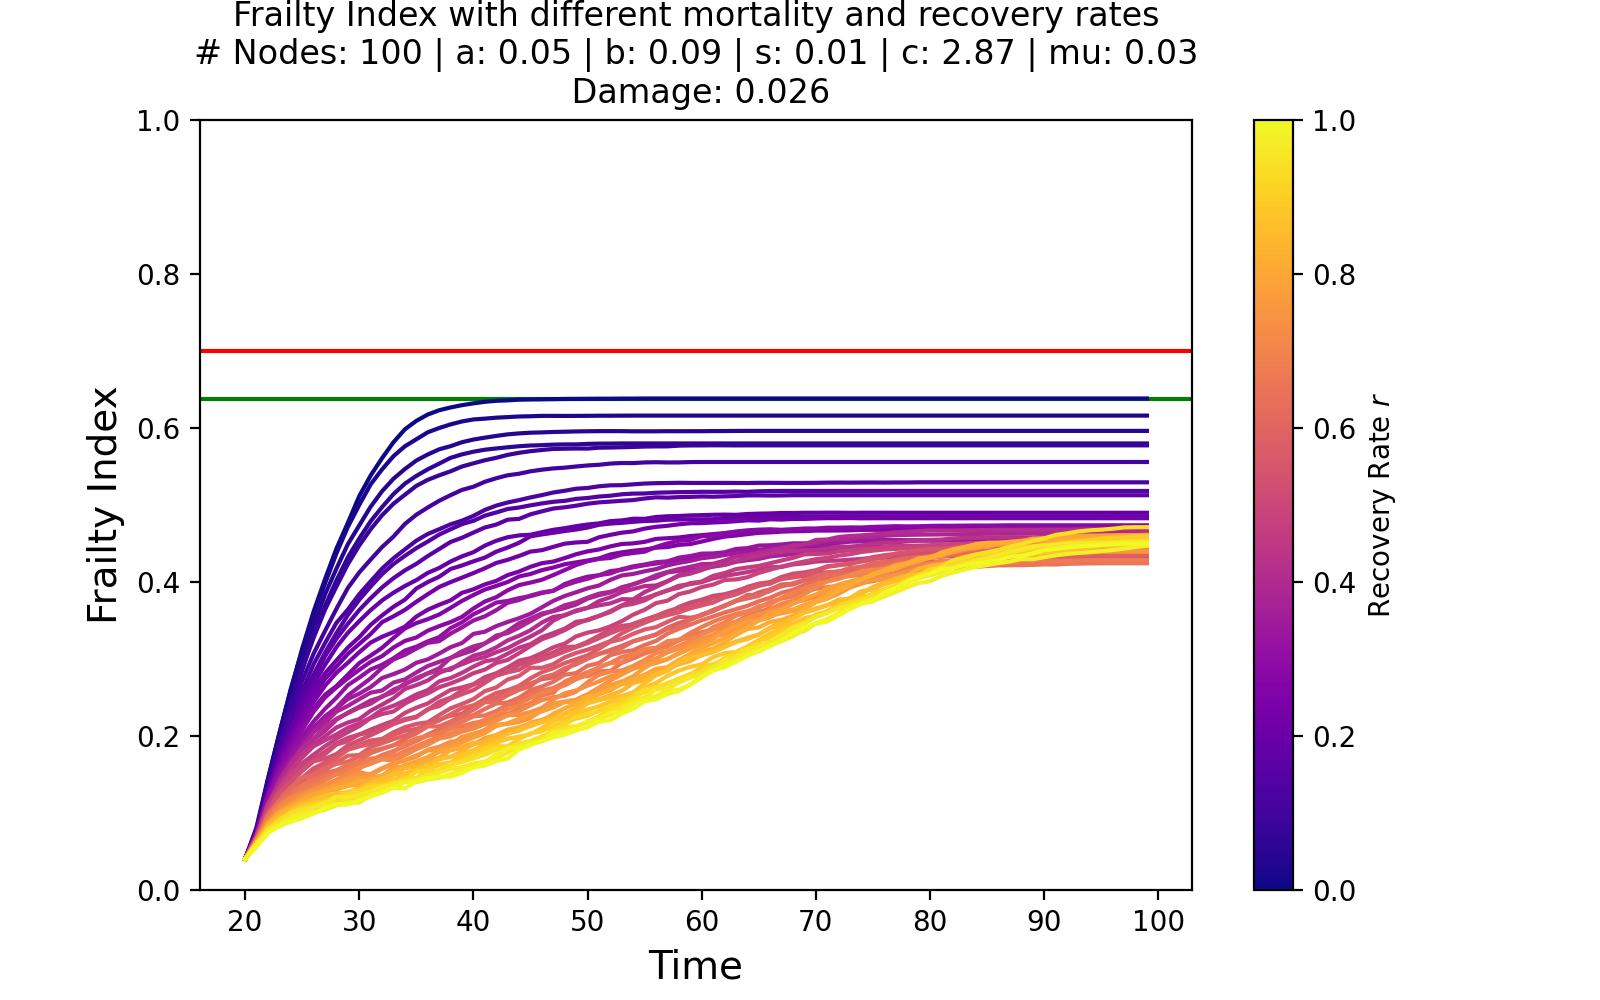 Frailty Index with different mortality and recovery rates
# Nodes: 100 | a: 0.05 | b: 0.09 | s: 0.01 | c: 2.87 | mu: 0.03
Damage: 0.026
1.0
0.8
0.6
0.4
0.2
0.0
Frailty Index
20 30 40 50 60 70 80 90 100
Time
1.0
0.8
0.6
0.4
0.2
0.0
Recovery Rate r